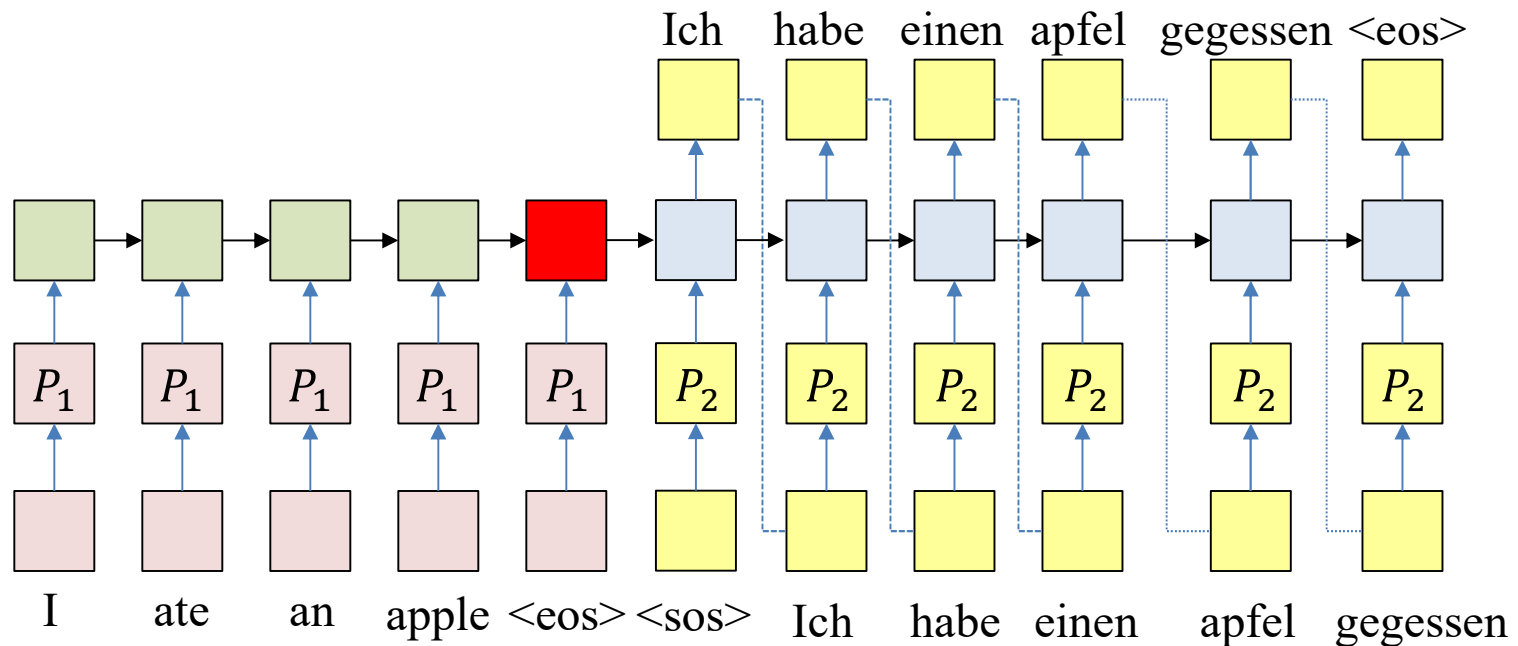 Ich habe einen apfel gegessen <eos>
P₁ P₁ P₁ P₁ P₁ P₂ P₂ P₂ P₂ P₂ P₂
I ate an apple <eos> <sos> Ich habe einen apfel gegessen